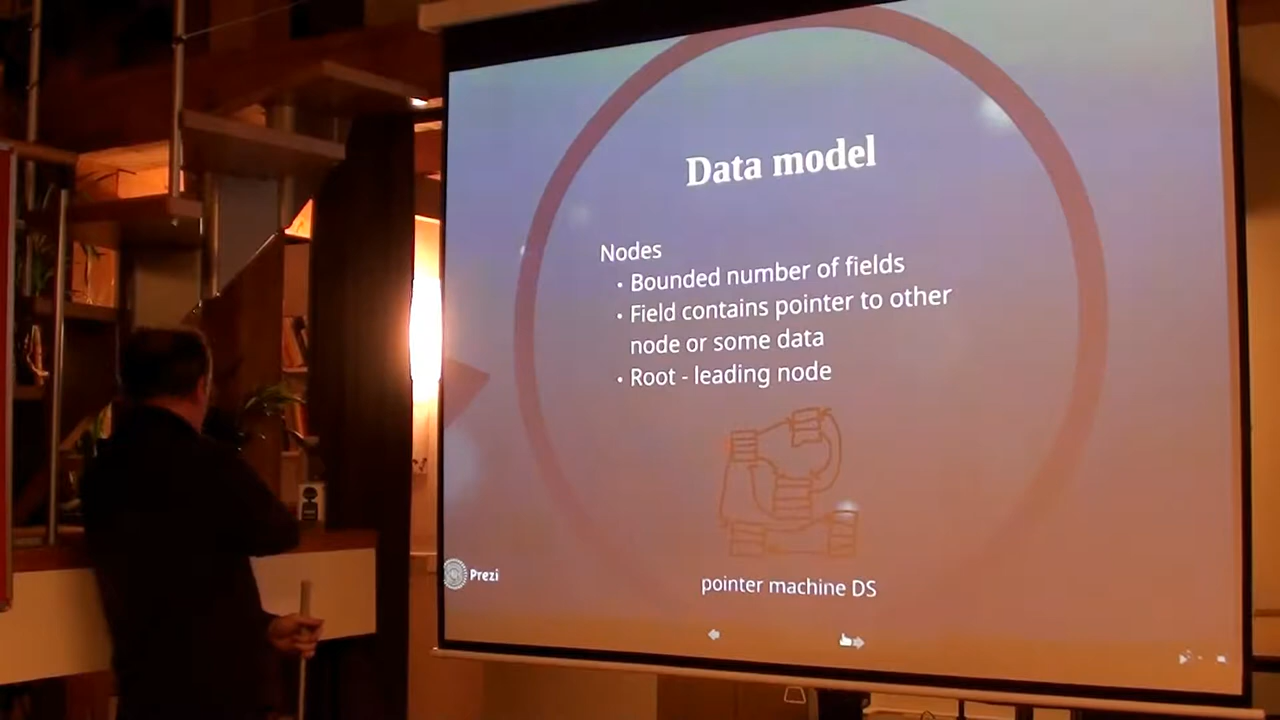 Data model
Nodes
• Bounded number of fields
• Field contains pointer to other
node or some data
• Root - leading node
Prezi
pointer machine DS